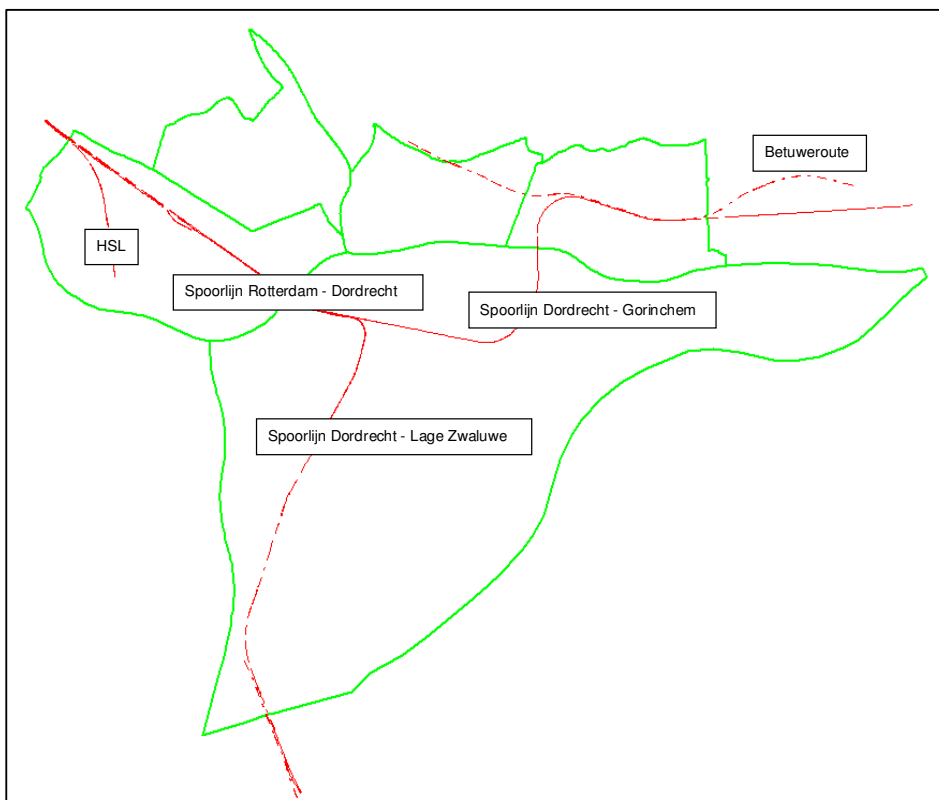 Betuweroute
HSL
Spoorlijn Rotterdam - Dordrecht
Spoorlijn Dordrecht - Gorinchem
Spoorlijn Dordrecht - Lage Zwaluwe